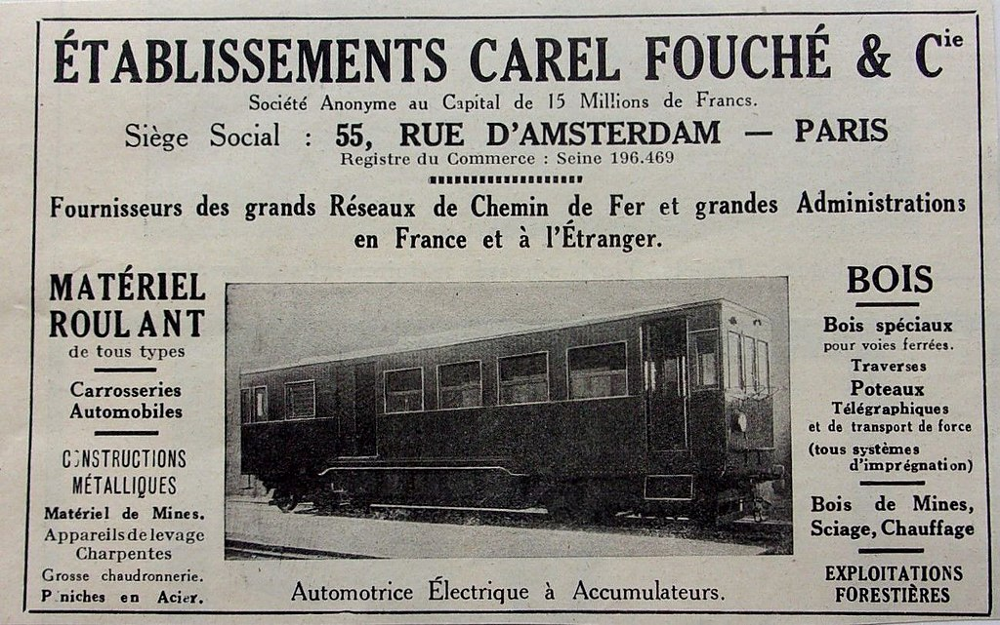 ÉTABLISSEMENTS CAREL FOUCHÉ & Cie
Société Anonyme au Capital de 15 Millions de Francs.
Siège Social : 55, RUE D'AMSTERDAM — PARIS
Registre du Commerce : Seine 196.469
Fournisseurs des grands Réseaux de Chemin de Fer et grandes Administrations
en France et à l'Étranger.
MATÉRIEL
ROULANT
de tous types
Carrosseries
Automobiles
CONSTRUCTIONS
MÉTALLIQUES
Matériel de Mines.
Appareils de levage
Charpentes
Grosse chaudronnerie.
Péniches en Acier.
Automotrice Électrique à Accumulateurs.
BOIS
Bois spéciaux
pour voies ferrées.
Traverses
Poteaux
Télégraphiques
et de transport de force
(tous systèmes
d'imprégnation)
Bois de Mines,
Sciage, Chauffage
EXPLOITATIONS
FORESTIÈRES